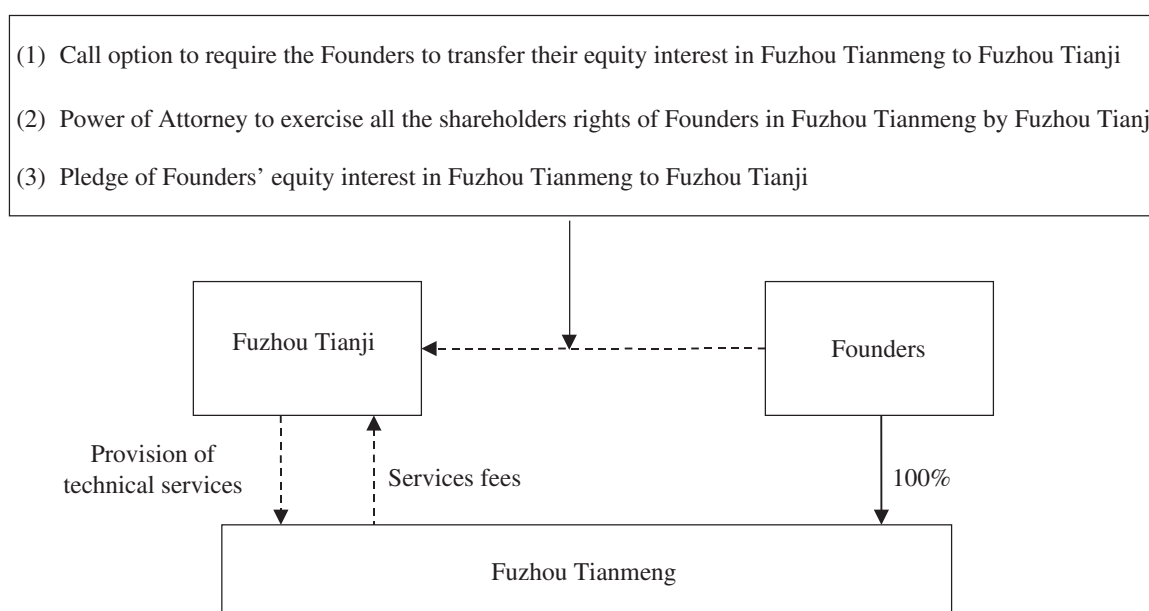 (1) Call option to require the Founders to transfer their equity interest in Fuzhou Tianmeng to Fuzhou Tianji
(2) Power of Attorney to exercise all the shareholders rights of Founders in Fuzhou Tianmeng by Fuzhou Tianj
(3) Pledge of Founders’ equity interest in Fuzhou Tianmeng to Fuzhou Tianji
Fuzhou Tianji
Founders
Provision of
technical services
Services fees
100%
Fuzhou Tianmeng